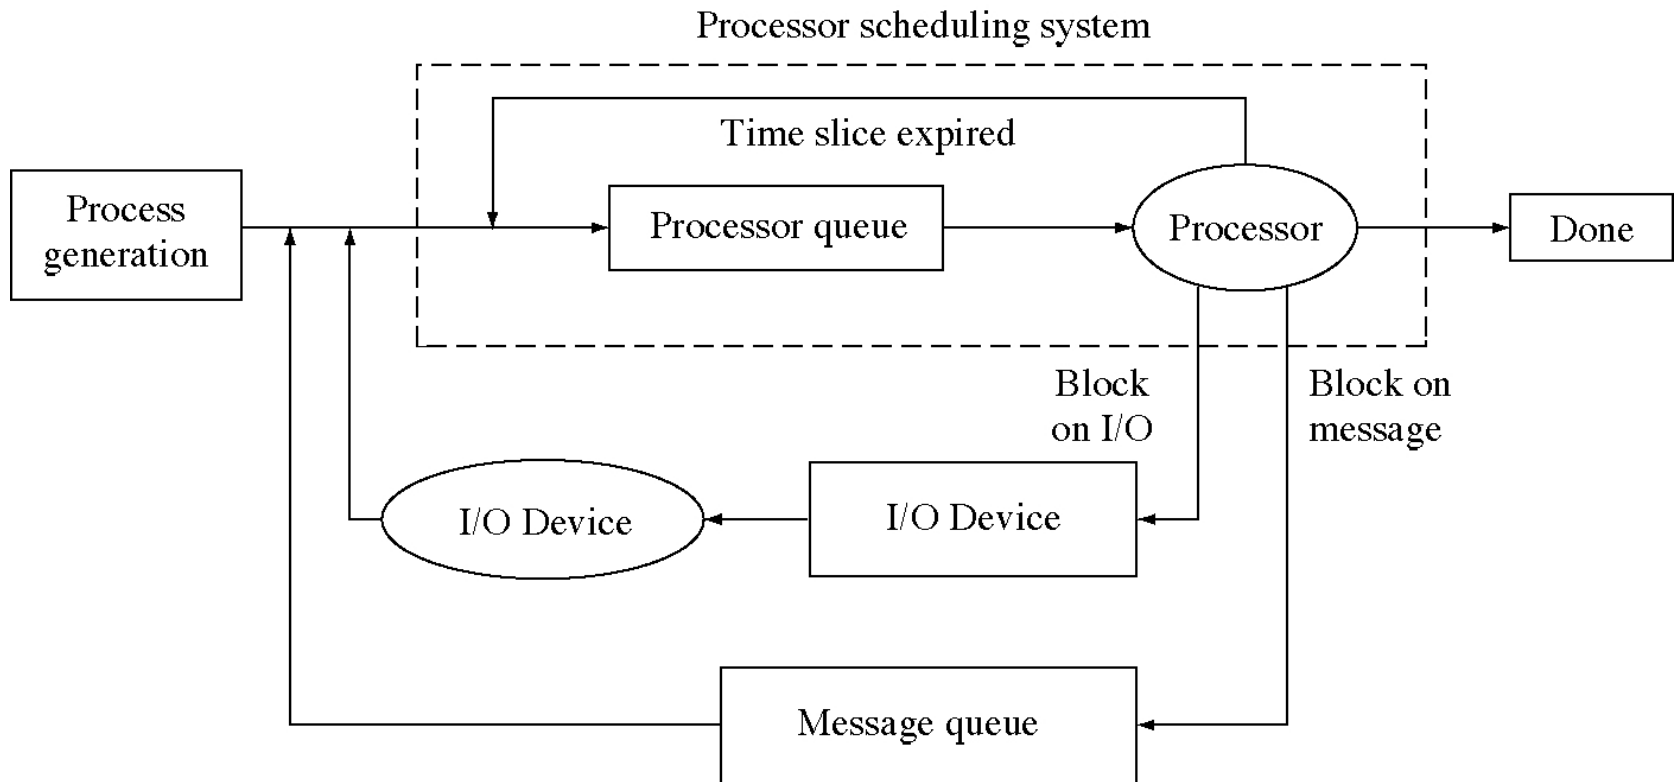 Processor scheduling system
Time slice expired
Process
generation
Processor queue
Processor
Done
Block
on I/O
Block on
message
I/O Device
I/O Device
Message queue